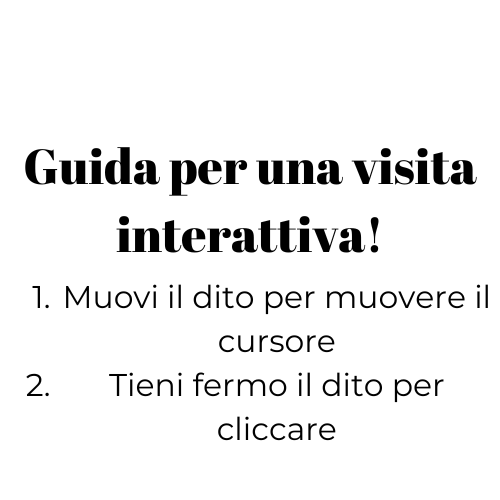 Guida per una visita
interattiva!
1. Muovi il dito per muovere il
cursore
2. Tieni fermo il dito per
cliccare